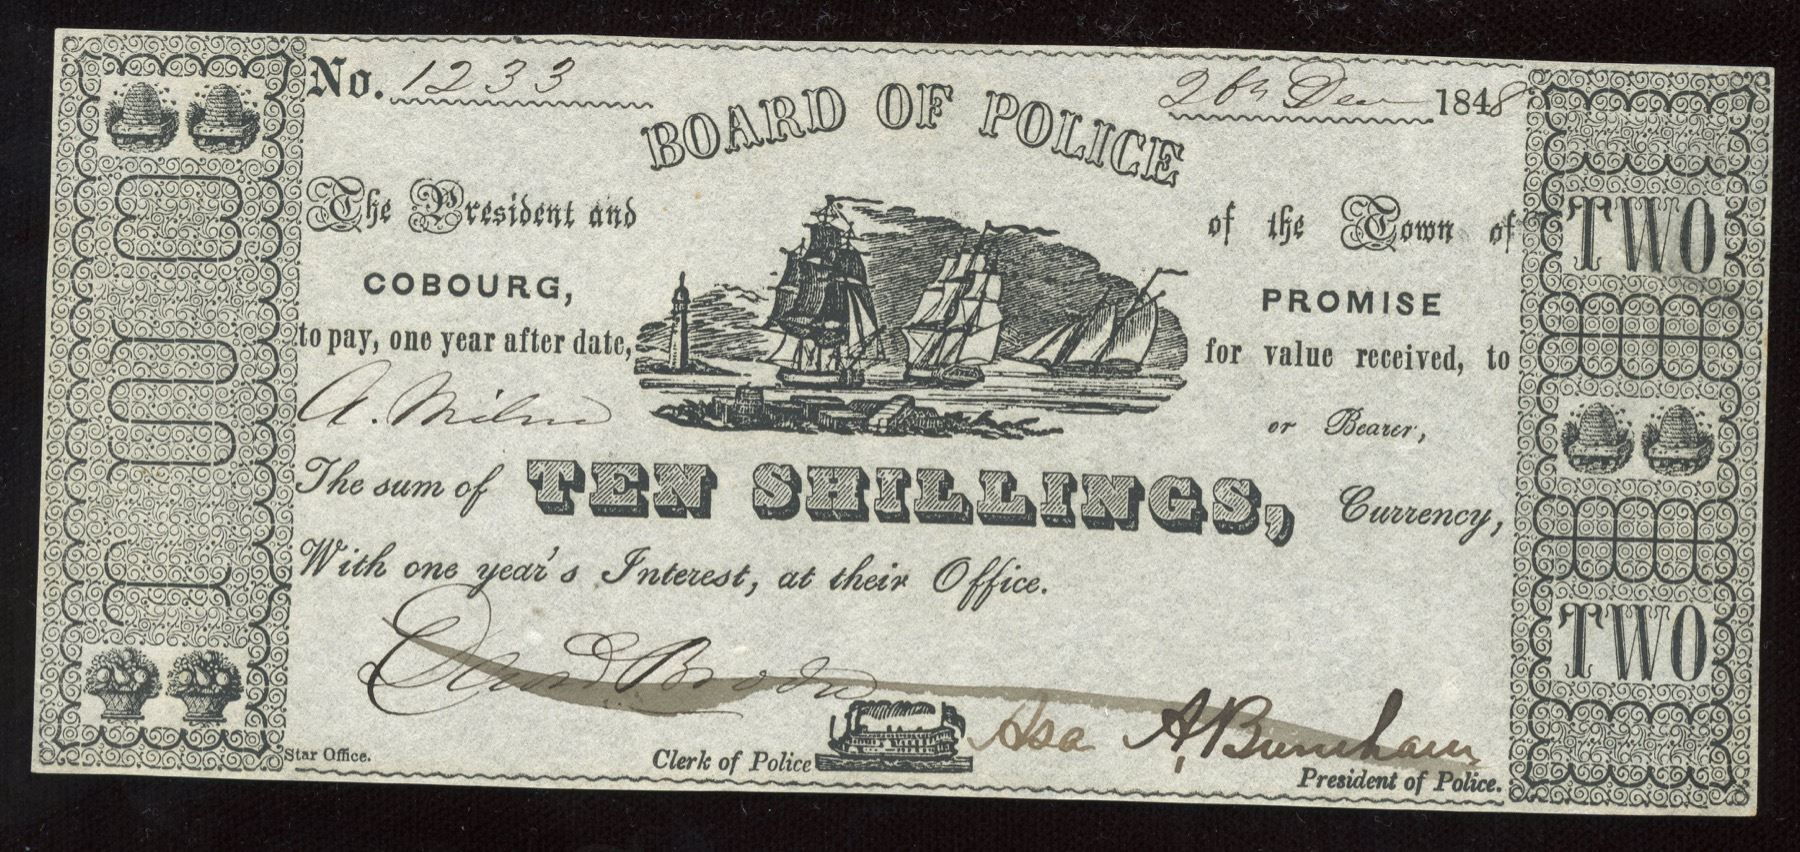 No. 1233
26th Dec 1848
BOARD OF POLICE
The President and
of the Town of
COBOURG,
PROMISE
to pay, one year after date,
for value received, to
A. Milne
or Bearer,
The sum of TEN SHILLINGS, Currency,
With one year's Interest, at their Office.
David Brodie
Asa A Burnham
Star Office.
Clerk of Police
President of Police.
TWO
TWO